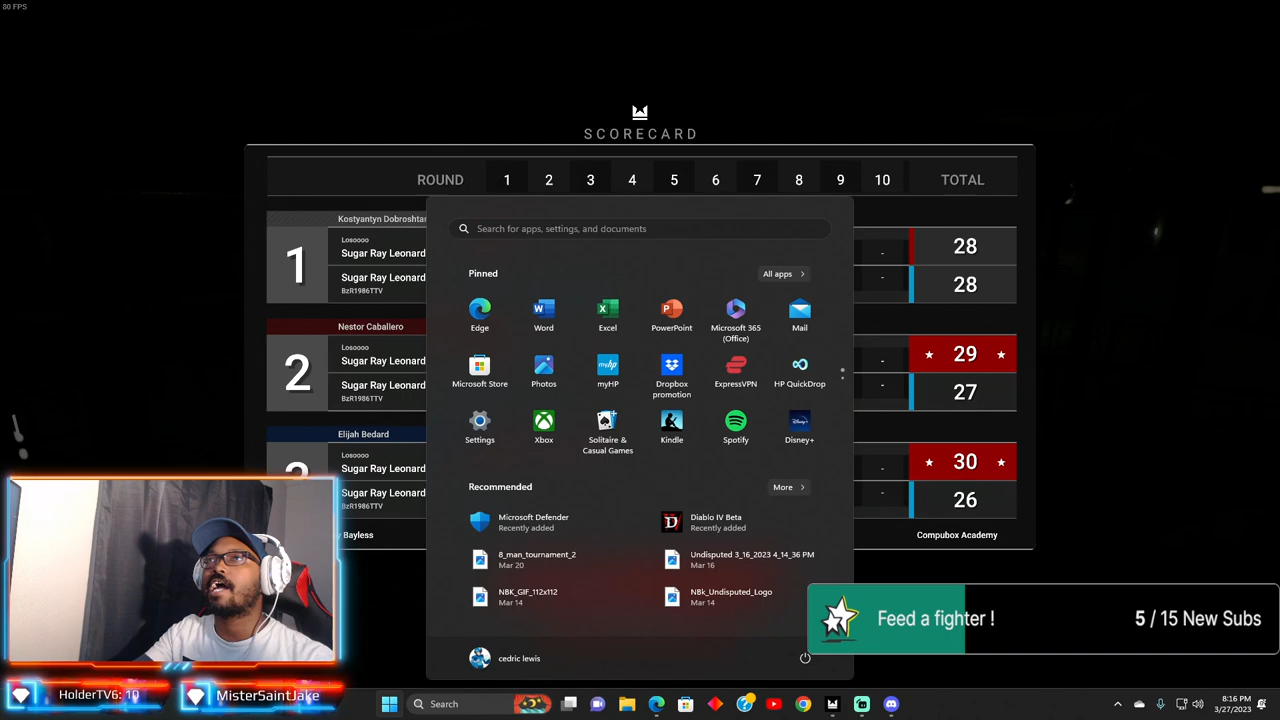 80 FPS
SCORECARD
ROUND 1 2 3 4 5 6 7 8 9 10 TOTAL
Kostyantyn Dobroshtan
1
Losoooo
Sugar Ray Leonard
- 28
Sugar Ray Leonard
BzR1986TTV
- 28
Nestor Caballero
2
Losoooo
Sugar Ray Leonard
- 29
Sugar Ray Leonard
BzR1986TTV
- 27
Elijah Bedard
3
Losoooo
Sugar Ray Leonard
- 30
Sugar Ray Leonard
BzR1986TTV
- 26
Bayless
Compubox Academy
Search for apps, settings, and documents
Pinned
All apps >
Edge
Word
Excel
PowerPoint
Microsoft 365
(Office)
Mail
Microsoft Store
Photos
myHP
Dropbox
promotion
ExpressVPN
HP QuickDrop
Settings
Xbox
Solitaire &
Casual Games
Kindle
Spotify
Disney+
Recommended
More >
Microsoft Defender
Recently added
Diablo IV Beta
Recently added
8_man_tournament_2
Mar 20
Undisputed 3_16_2023 4_14_36 PM
Mar 16
NBK_GIF_112x112
Mar 14
NBk_Undisputed_Logo
Mar 14
cedric lewis
Feed a fighter !
5 / 15 New Subs
HolderTV6: 10
MisterSaintJake
Search
8:16 PM
3/27/2023